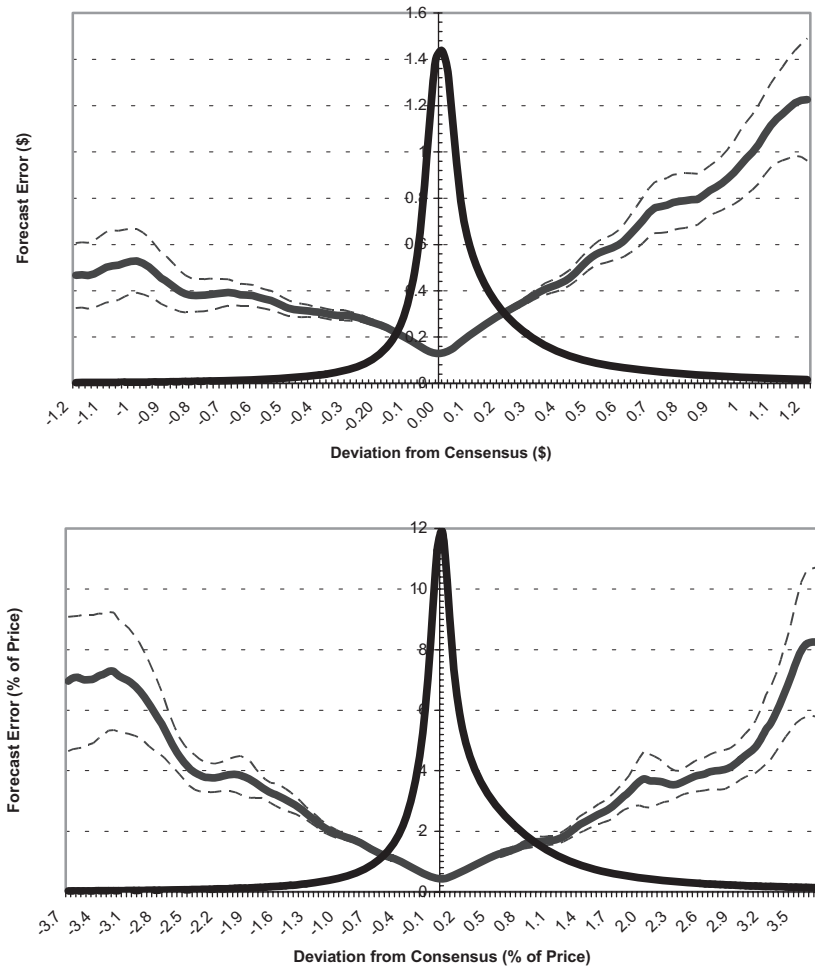 1.6
1.4
1.2
1
0.8
0.6
0.4
0.2
0
Forecast Error ($)
-1.2 -1.1 -1 -0.9 -0.8 -0.7 -0.6 -0.5 -0.4 -0.3 -0.20 -0.1 0.00 0.1 0.2 0.3 0.4 0.5 0.6 0.7 0.8 0.9 1 1.1 1.2
Deviation from Censensus ($)
12
10
8
6
4
2
0
Forecast Error (% of Price)
-3.7 -3.4 -3.1 -2.8 -2.5 -2.2 -1.9 -1.6 -1.3 -1.0 -0.7 -0.4 -0.1 0.2 0.5 0.8 1.1 1.4 1.7 2.0 2.3 2.6 2.9 3.2 3.5
Deviation from Consensus (% of Price)